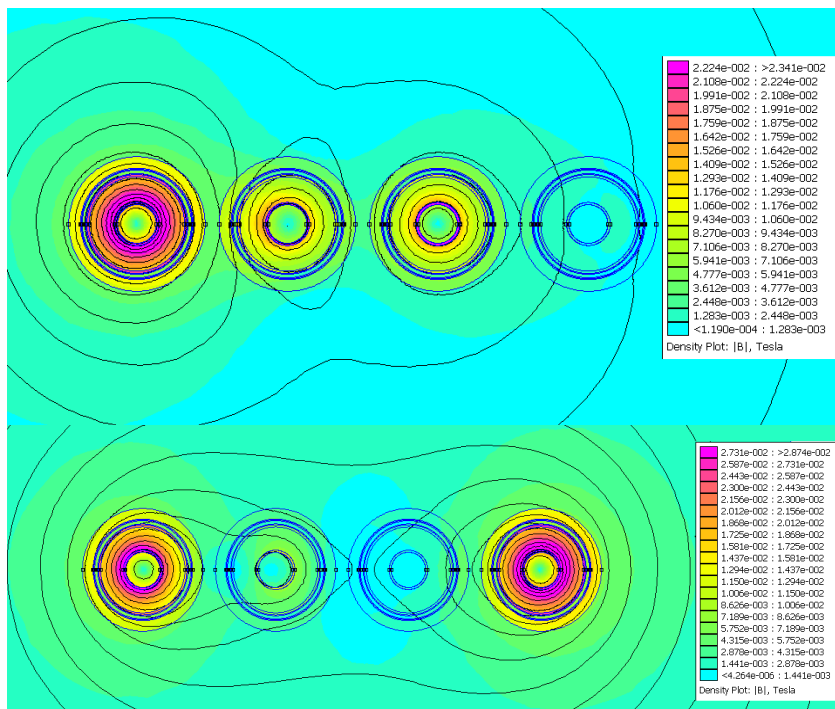 2.224e-002 : >2.341e-002
2.108e-002 : 2.224e-002
1.991e-002 : 2.108e-002
1.875e-002 : 1.991e-002
1.759e-002 : 1.875e-002
1.642e-002 : 1.759e-002
1.526e-002 : 1.642e-002
1.409e-002 : 1.526e-002
1.293e-002 : 1.409e-002
1.176e-002 : 1.293e-002
1.060e-002 : 1.176e-002
9.434e-003 : 1.060e-002
8.270e-003 : 9.434e-003
7.106e-003 : 8.270e-003
5.941e-003 : 7.106e-003
4.777e-003 : 5.941e-003
3.612e-003 : 4.777e-003
2.448e-003 : 3.612e-003
1.283e-003 : 2.448e-003
<1.190e-004 : 1.283e-003
Density Plot: |B|, Tesla
2.731e-002 : >2.874e-002
2.587e-002 : 2.731e-002
2.443e-002 : 2.587e-002
2.300e-002 : 2.443e-002
2.156e-002 : 2.300e-002
2.012e-002 : 2.156e-002
1.868e-002 : 2.012e-002
1.725e-002 : 1.868e-002
1.581e-002 : 1.725e-002
1.437e-002 : 1.581e-002
1.294e-002 : 1.437e-002
1.150e-002 : 1.294e-002
1.006e-002 : 1.150e-002
8.626e-003 : 1.006e-002
7.189e-003 : 8.626e-003
5.752e-003 : 7.189e-003
4.315e-003 : 5.752e-003
2.878e-003 : 4.315e-003
1.441e-003 : 2.878e-003
<4.264e-006 : 1.441e-003
Density Plot: |B|, Tesla